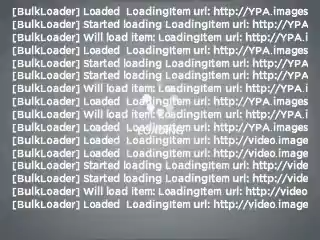 [BulkLoader] Loaded LoadingItem url: http://YPA.images
[BulkLoader] Started loading LoadingItem url: http://YPA
[BulkLoader] Will load item: LoadingItem url: http://YPA.i
[BulkLoader] Loaded LoadingItem url: http://YPA.images
[BulkLoader] Started loading LoadingItem url: http://YPA
[BulkLoader] Started loading LoadingItem url: http://YPA
[BulkLoader] Will load item: LoadingItem url: http://YPA.i
[BulkLoader] Loaded LoadingItem url: http://YPA.images
[BulkLoader] Will load item: LoadingItem url: http://YPA.i
[BulkLoader] Loaded LoadingItem url: http://YPA.images
[BulkLoader] Loaded LoadingItem url: http://video.image
[BulkLoader] Loaded LoadingItem url: http://video.image
[BulkLoader] Started loading LoadingItem url: http://vide
[BulkLoader] Started loading LoadingItem url: http://vide
[BulkLoader] Will load item: LoadingItem url: http://video
[BulkLoader] Loaded LoadingItem url: http://video.image